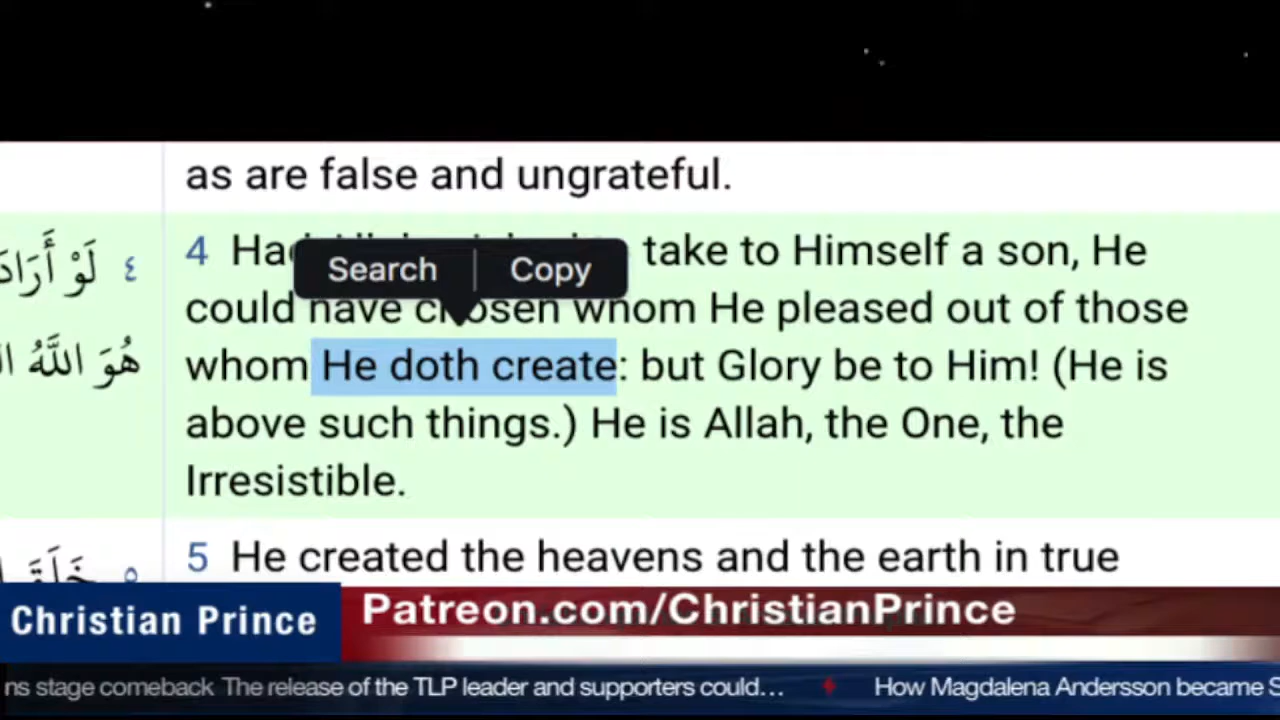 as are false and ungrateful.
٤ لَوْ أَرَادَ
4 Had take to Himself a son, He
Search Copy
could have chosen whom He pleased out of those
هُوَ اللَّهُ
whom He doth create: but Glory be to Him! (He is
above such things.) He is Allah, the One, the
Irresistible.
٥ خَلَقَ
5 He created the heavens and the earth in true
Christian Prince
Patreon.com/ChristianPrince
ns stage comeback The release of the TLP leader and supporters could... How Magdalena Andersson became S